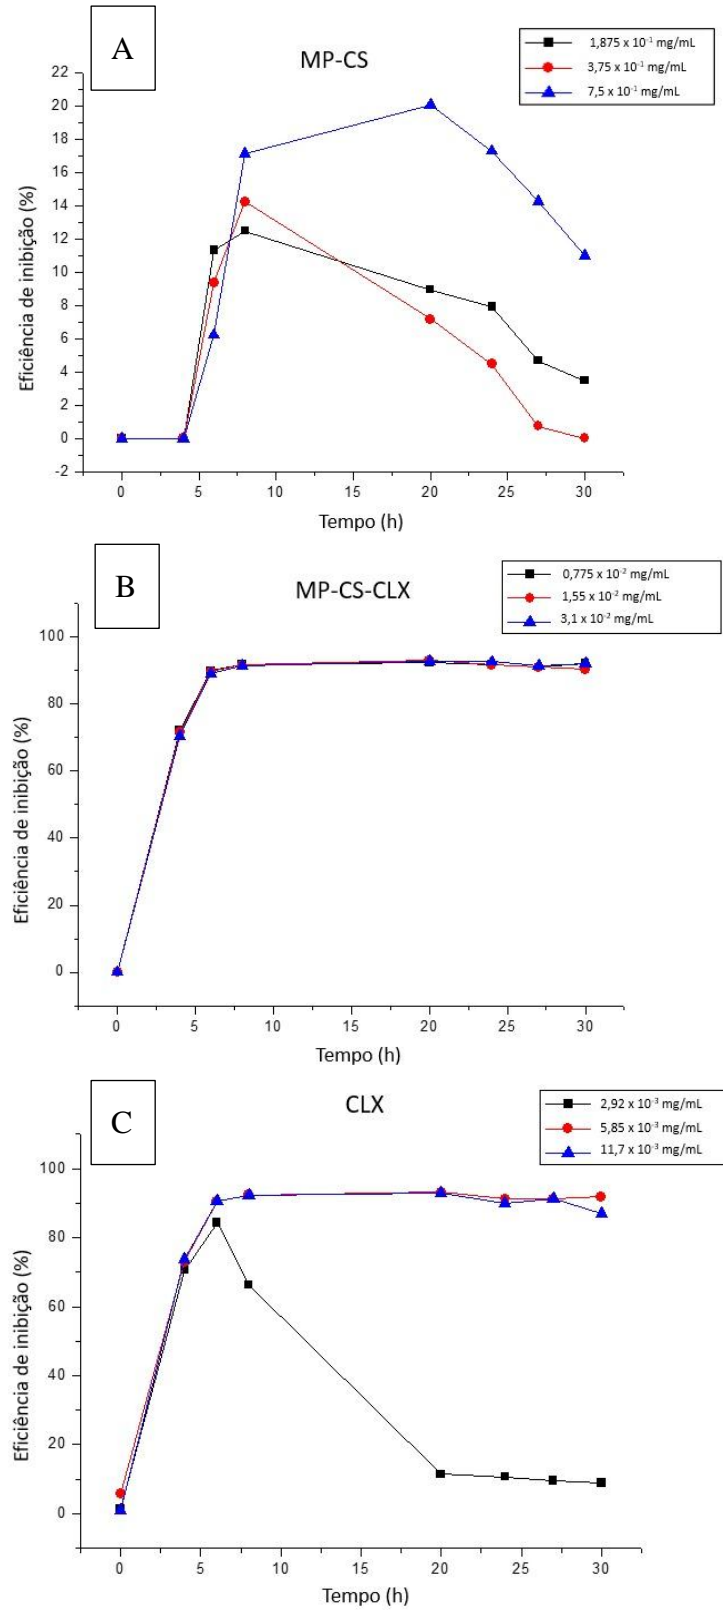 A
MP-CS
1,875 x 10⁻¹ mg/mL
3,75 x 10⁻¹ mg/mL
7,5 x 10⁻¹ mg/mL
22
20
18
16
14
12
10
8
6
4
2
0
-2
Eficiência de inibição (%)
0 5 10 15 20 25 30
Tempo (h)
B
MP-CS-CLX
0,775 x 10⁻² mg/mL
1,55 x 10⁻² mg/mL
3,1 x 10⁻² mg/mL
100
80
60
40
20
0
Eficiência de inibição (%)
0 5 10 15 20 25 30
Tempo (h)
C
CLX
2,92 x 10⁻³ mg/mL
5,85 x 10⁻³ mg/mL
11,7 x 10⁻³ mg/mL
100
80
60
40
20
0
Eficiência de inibição (%)
0 5 10 15 20 25 30
Tempo (h)